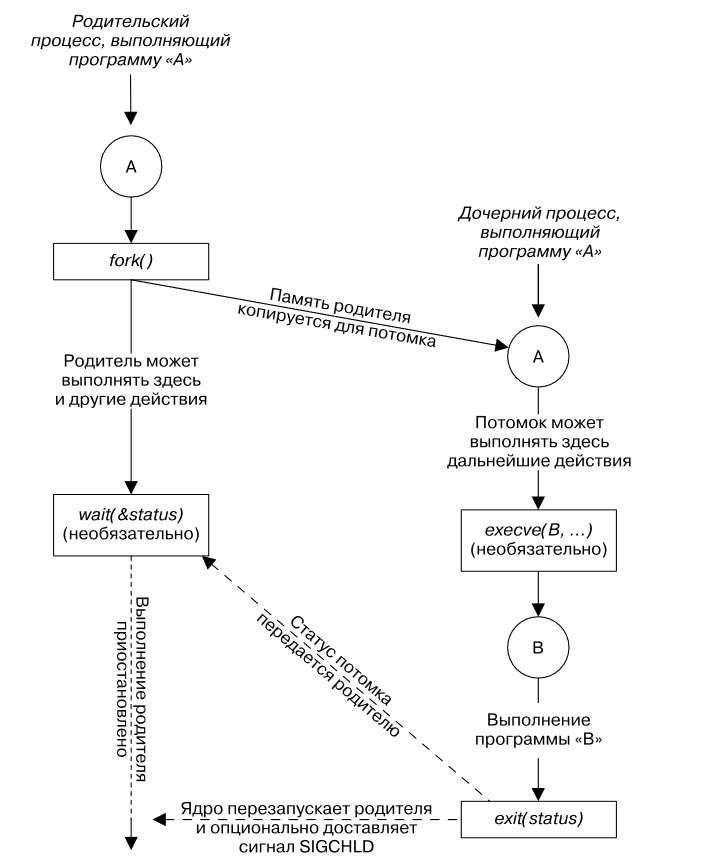 Родительский
процесс, выполняющий
программу «А»
А
fork()
Память родителя
копируется для потомка
Дочерний процесс,
выполняющий
программу «А»
А
Родитель может
выполнять здесь
и другие действия
Потомок может
выполнять здесь
дальнейшие действия
wait(&status)
(необязательно)
execve(B, ...)
(необязательно)
Выполнение родителя
приостановлено
Статус потомка
передается родителю
В
Выполнение
программы «В»
Ядро перезапускает родителя
и опционально доставляет
сигнал SIGCHLD
exit(status)